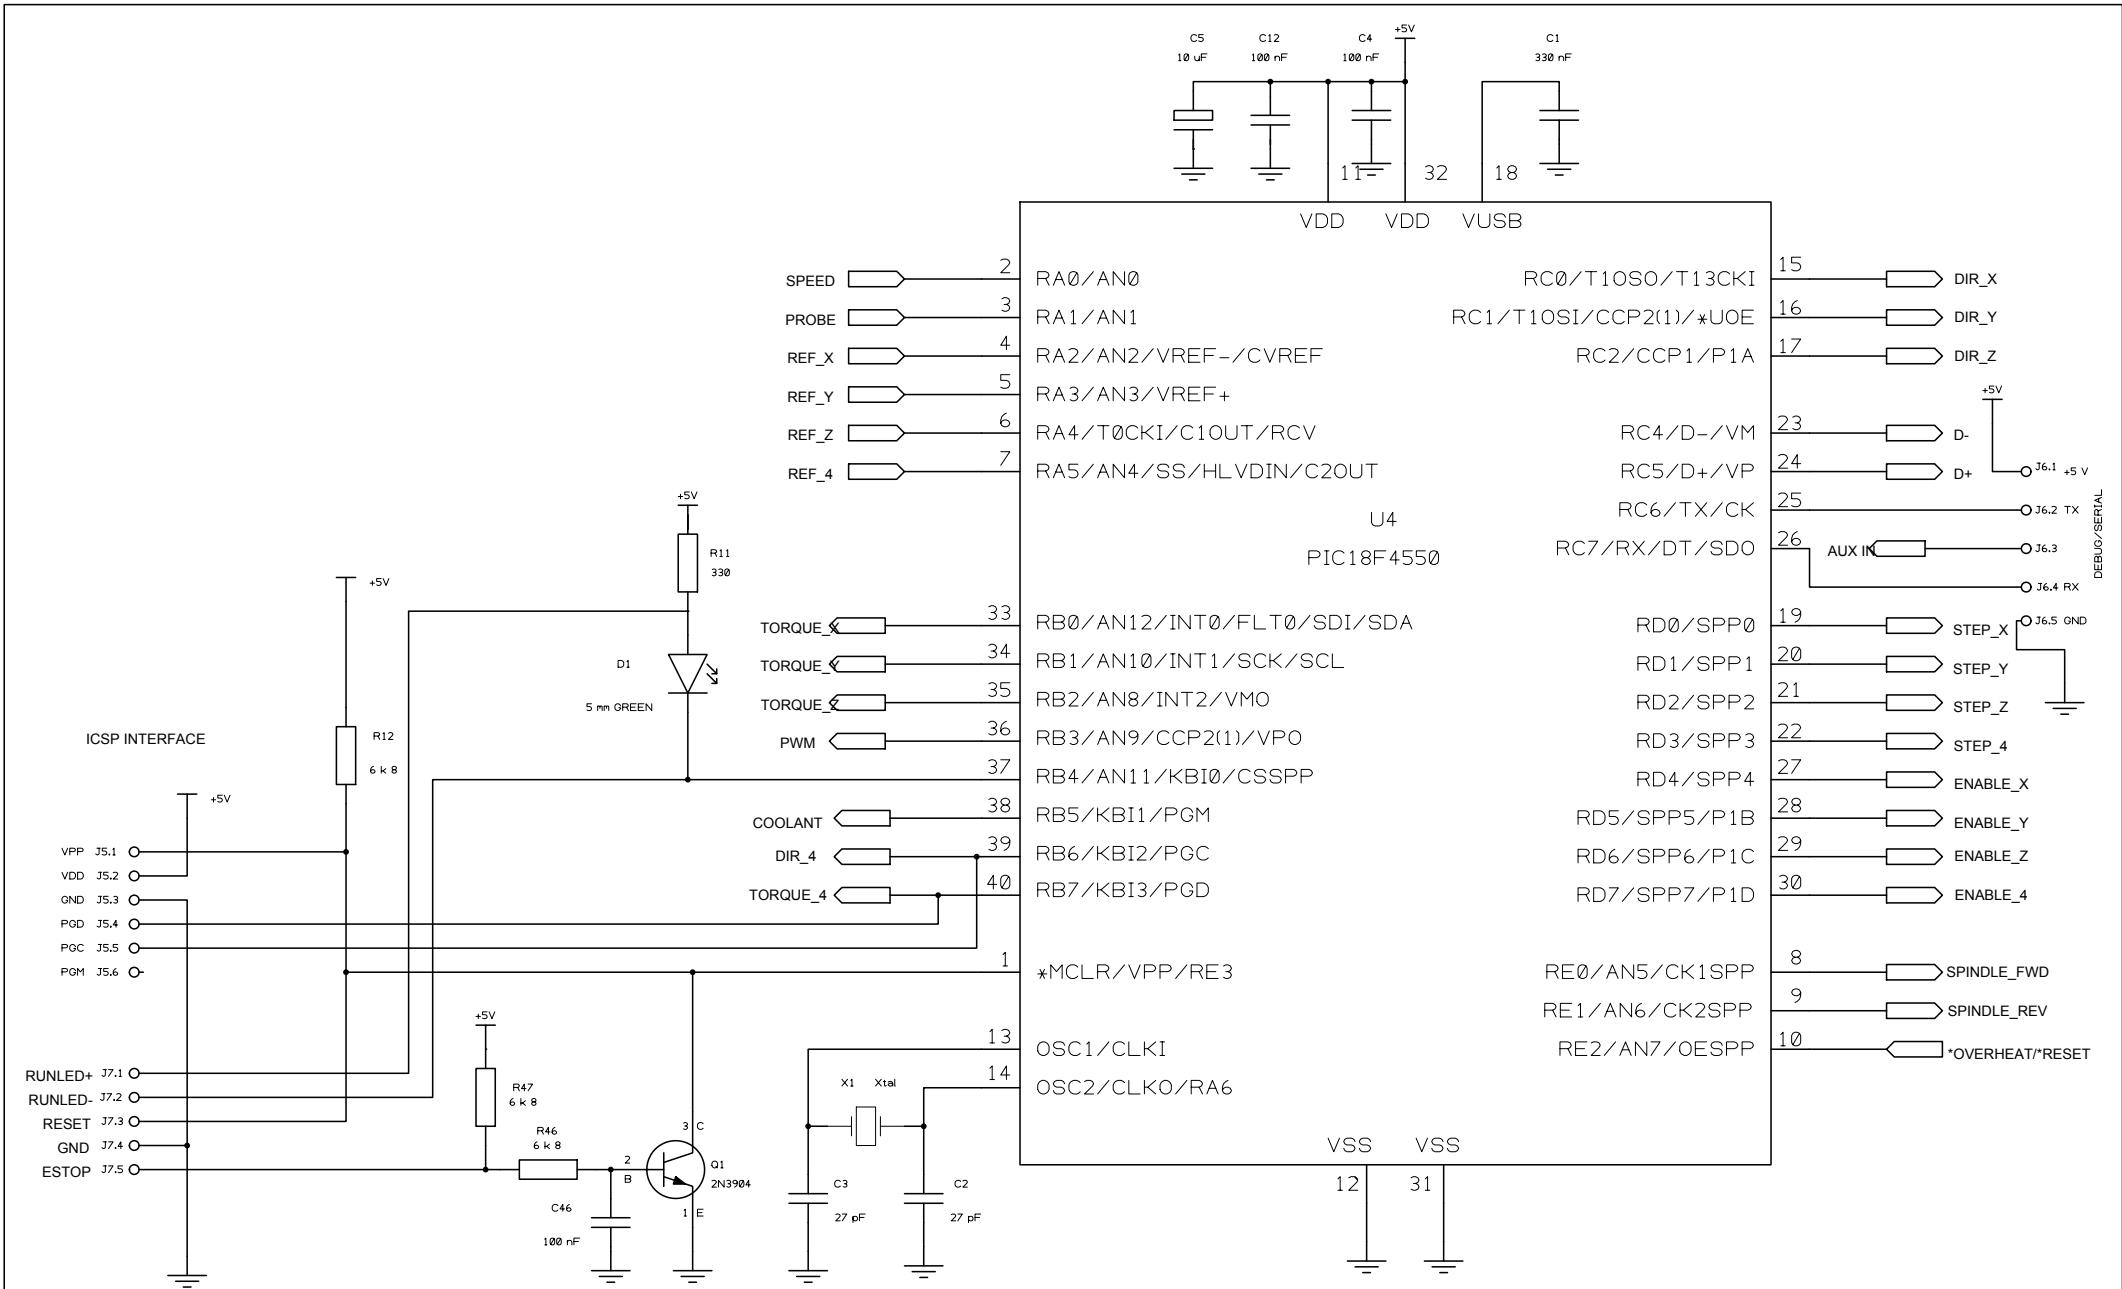 C5
10 uF
C12
100 nF
C4
100 nF
+5V
C1
330 nF
11
32
18
VDD
VDD
VUSB
SPEED
2
RA0/AN0
PROBE
3
RA1/AN1
REF_X
4
RA2/AN2/VREF-/CVREF
REF_Y
5
RA3/AN3/VREF+
REF_Z
6
RA4/T0CKI/C1OUT/RCV
REF_4
7
RA5/AN4/SS/HLVDIN/C2OUT
U4
PIC18F4550
RC0/T1OSO/T13CKI
15
DIR_X
RC1/T1OSI/CCP2(1)/*UOE
16
DIR_Y
RC2/CCP1/P1A
17
DIR_Z
RC4/D-/VM
23
D-
RC5/D+/VP
24
D+
RC6/TX/CK
25
RC7/RX/DT/SDO
26
AUX IN
+5V
J6.1 +5 V
J6.2 TX
J6.3
J6.4 RX
J6.5 GND
DEBUG/SERIAL
+5V
R11
330
D1
5 mm GREEN
+5V
R12
6 k 8
TORQUE_X
33
RB0/AN12/INT0/FLT0/SDI/SDA
TORQUE_Y
34
RB1/AN10/INT1/SCK/SCL
TORQUE_Z
35
RB2/AN8/INT2/VMO
PWM
36
RB3/AN9/CCP2(1)/VPO
37
RB4/AN11/KBI0/CSSPP
COOLANT
38
RB5/KBI1/PGM
DIR_4
39
RB6/KBI2/PGC
TORQUE_4
40
RB7/KBI3/PGD
RD0/SPP0
19
STEP_X
RD1/SPP1
20
STEP_Y
RD2/SPP2
21
STEP_Z
RD3/SPP3
22
STEP_4
RD4/SPP4
27
ENABLE_X
RD5/SPP5/P1B
28
ENABLE_Y
RD6/SPP6/P1C
29
ENABLE_Z
RD7/SPP7/P1D
30
ENABLE_4
ICSP INTERFACE
+5V
VPP J5.1
VDD J5.2
GND J5.3
PGD J5.4
PGC J5.5
PGM J5.6
1
*MCLR/VPP/RE3
RE0/AN5/CK1SPP
8
SPINDLE_FWD
RE1/AN6/CK2SPP
9
SPINDLE_REV
RE2/AN7/OESPP
10
*OVERHEAT/*RESET
13
OSC1/CLKI
14
OSC2/CLKO/RA6
RUNLED+ J7.1
RUNLED- J7.2
RESET J7.3
GND J7.4
ESTOP J7.5
+5V
R47
6 k 8
R46
6 k 8
C46
100 nF
3 C
2
B
1 E
Q1
2N3904
X1 Xtal
C3
27 pF
C2
27 pF
VSS
VSS
12
31